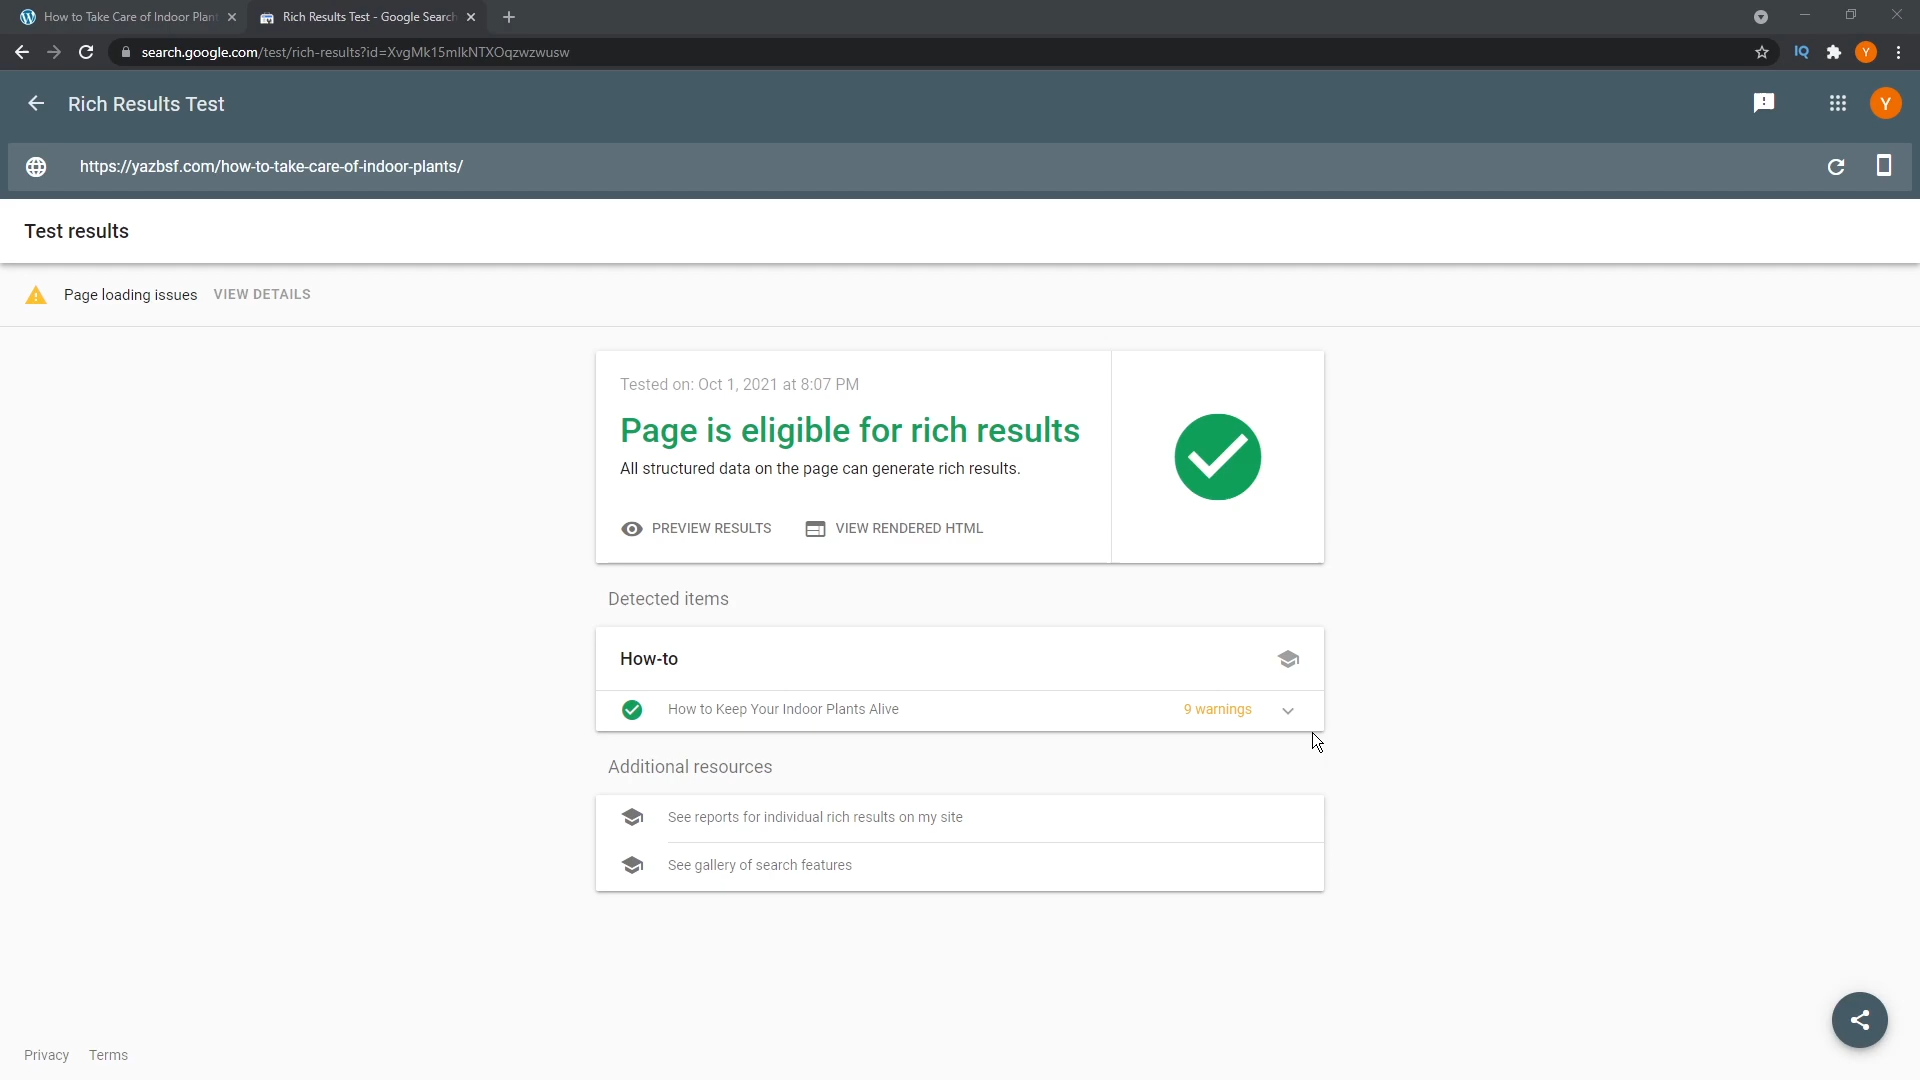 How to Take Care of Indoor Plan
Rich Results Test - Google Search
search.google.com/test/rich-results?id=XvgMk15mlkNTXOqzwzwusw
IQ
Y
Rich Results Test
Y
https://yazbsf.com/how-to-take-care-of-indoor-plants/
Test results
Page loading issues VIEW DETAILS
Tested on: Oct 1, 2021 at 8:07 PM
Page is eligible for rich results
All structured data on the page can generate rich results.
PREVIEW RESULTS VIEW RENDERED HTML
Detected items
How-to
How to Keep Your Indoor Plants Alive 9 warnings
Additional resources
See reports for individual rich results on my site
See gallery of search features
Privacy Terms